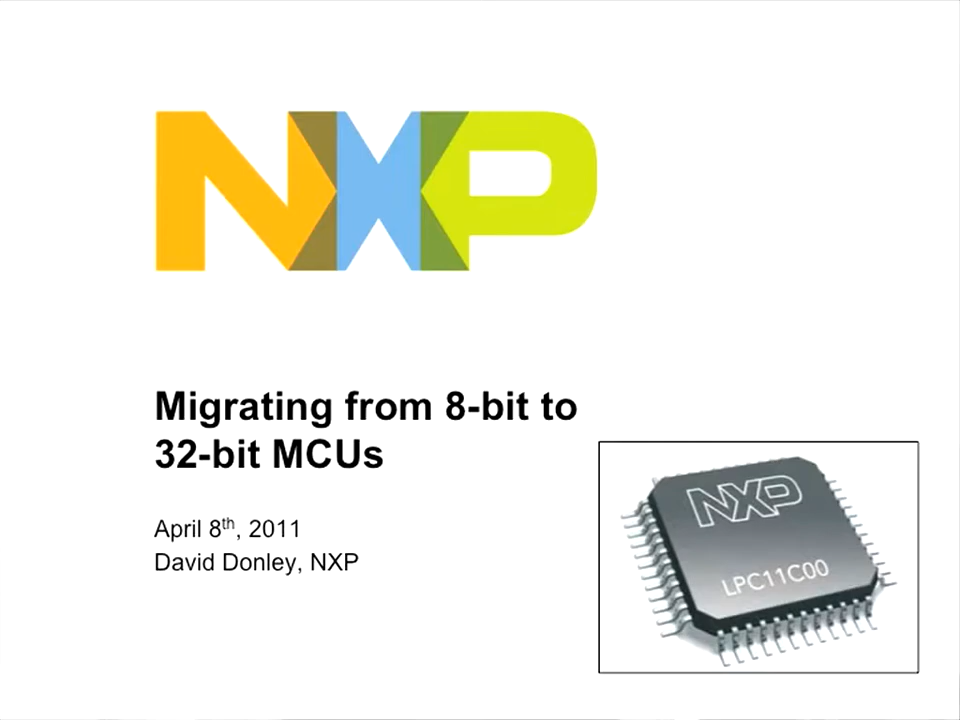 NXP
Migrating from 8-bit to
32-bit MCUs
April 8th, 2011
David Donley, NXP
NXP
LPC11C00